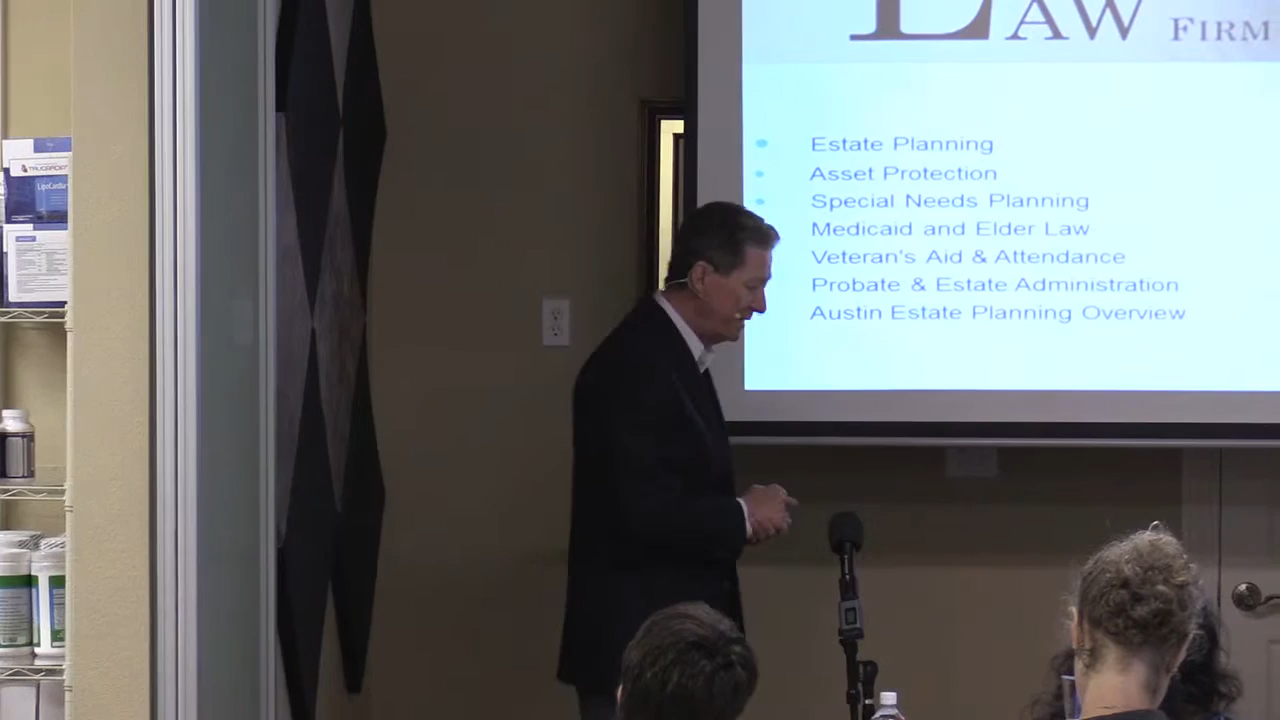 LAW FIRM
Estate Planning
Asset Protection
Special Needs Planning
Medicaid and Elder Law
Veteran's Aid & Attendance
Probate & Estate Administration
Austin Estate Planning Overview
LipoCardia